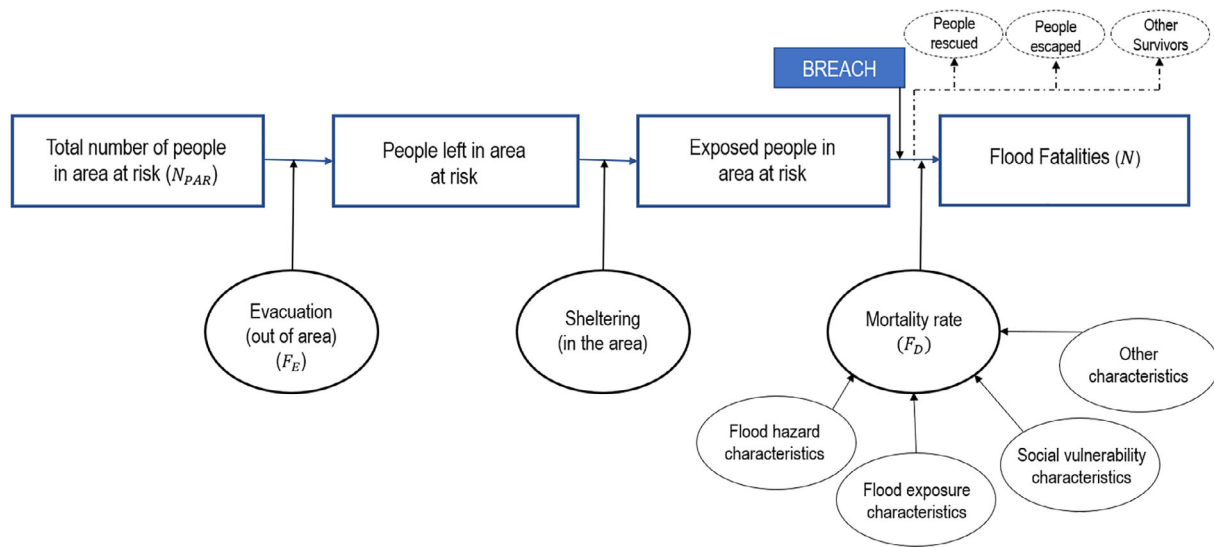 People
rescued
People
escaped
Other
Survivors
BREACH
Total number of people
in area at risk (N_PAR)
People left in area
at risk
Exposed people in
area at risk
Flood Fatalities (N)
Evacuation
(out of area)
(F_E)
Sheltering
(in the area)
Mortality rate
(F_D)
Other
characteristics
Flood hazard
characteristics
Social vulnerability
characteristics
Flood exposure
characteristics